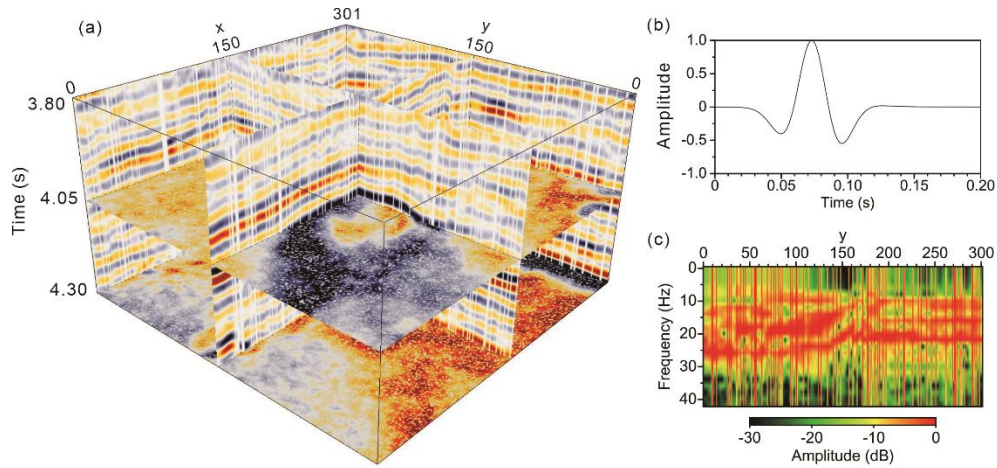 (a)
x
150
301
y
150
0
0
3.80
4.05
4.30
Time (s)
(b)
Amplitude
1.0
0.5
0
-0.5
-1.0
0 0.05 0.10 0.15 0.20
Time (s)
(c)
y
0 50 100 150 200 250 300
Frequency (Hz)
0
10
20
30
40
-30 -20 -10 0
Amplitude (dB)